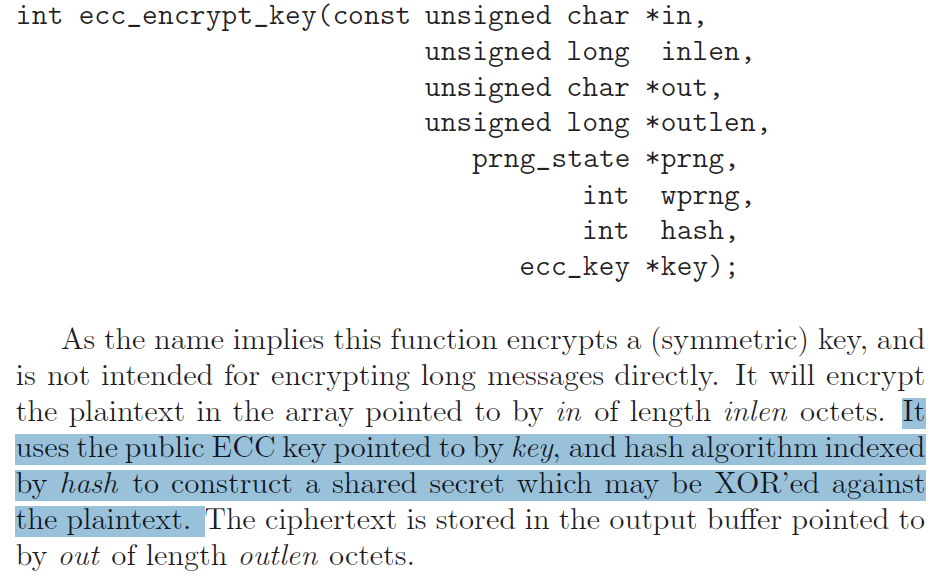 int ecc_encrypt_key(const unsigned char *in,
unsigned long inlen,
unsigned char *out,
unsigned long *outlen,
prng_state *prng,
int wprng,
int hash,
ecc_key *key);
As the name implies this function encrypts a (symmetric) key, and
is not intended for encrypting long messages directly. It will encrypt
the plaintext in the array pointed to by in of length inlen octets. It
uses the public ECC key pointed to by key, and hash algorithm indexed
by hash to construct a shared secret which may be XOR'ed against
the plaintext. The ciphertext is stored in the output buffer pointed to
by out of length outlen octets.